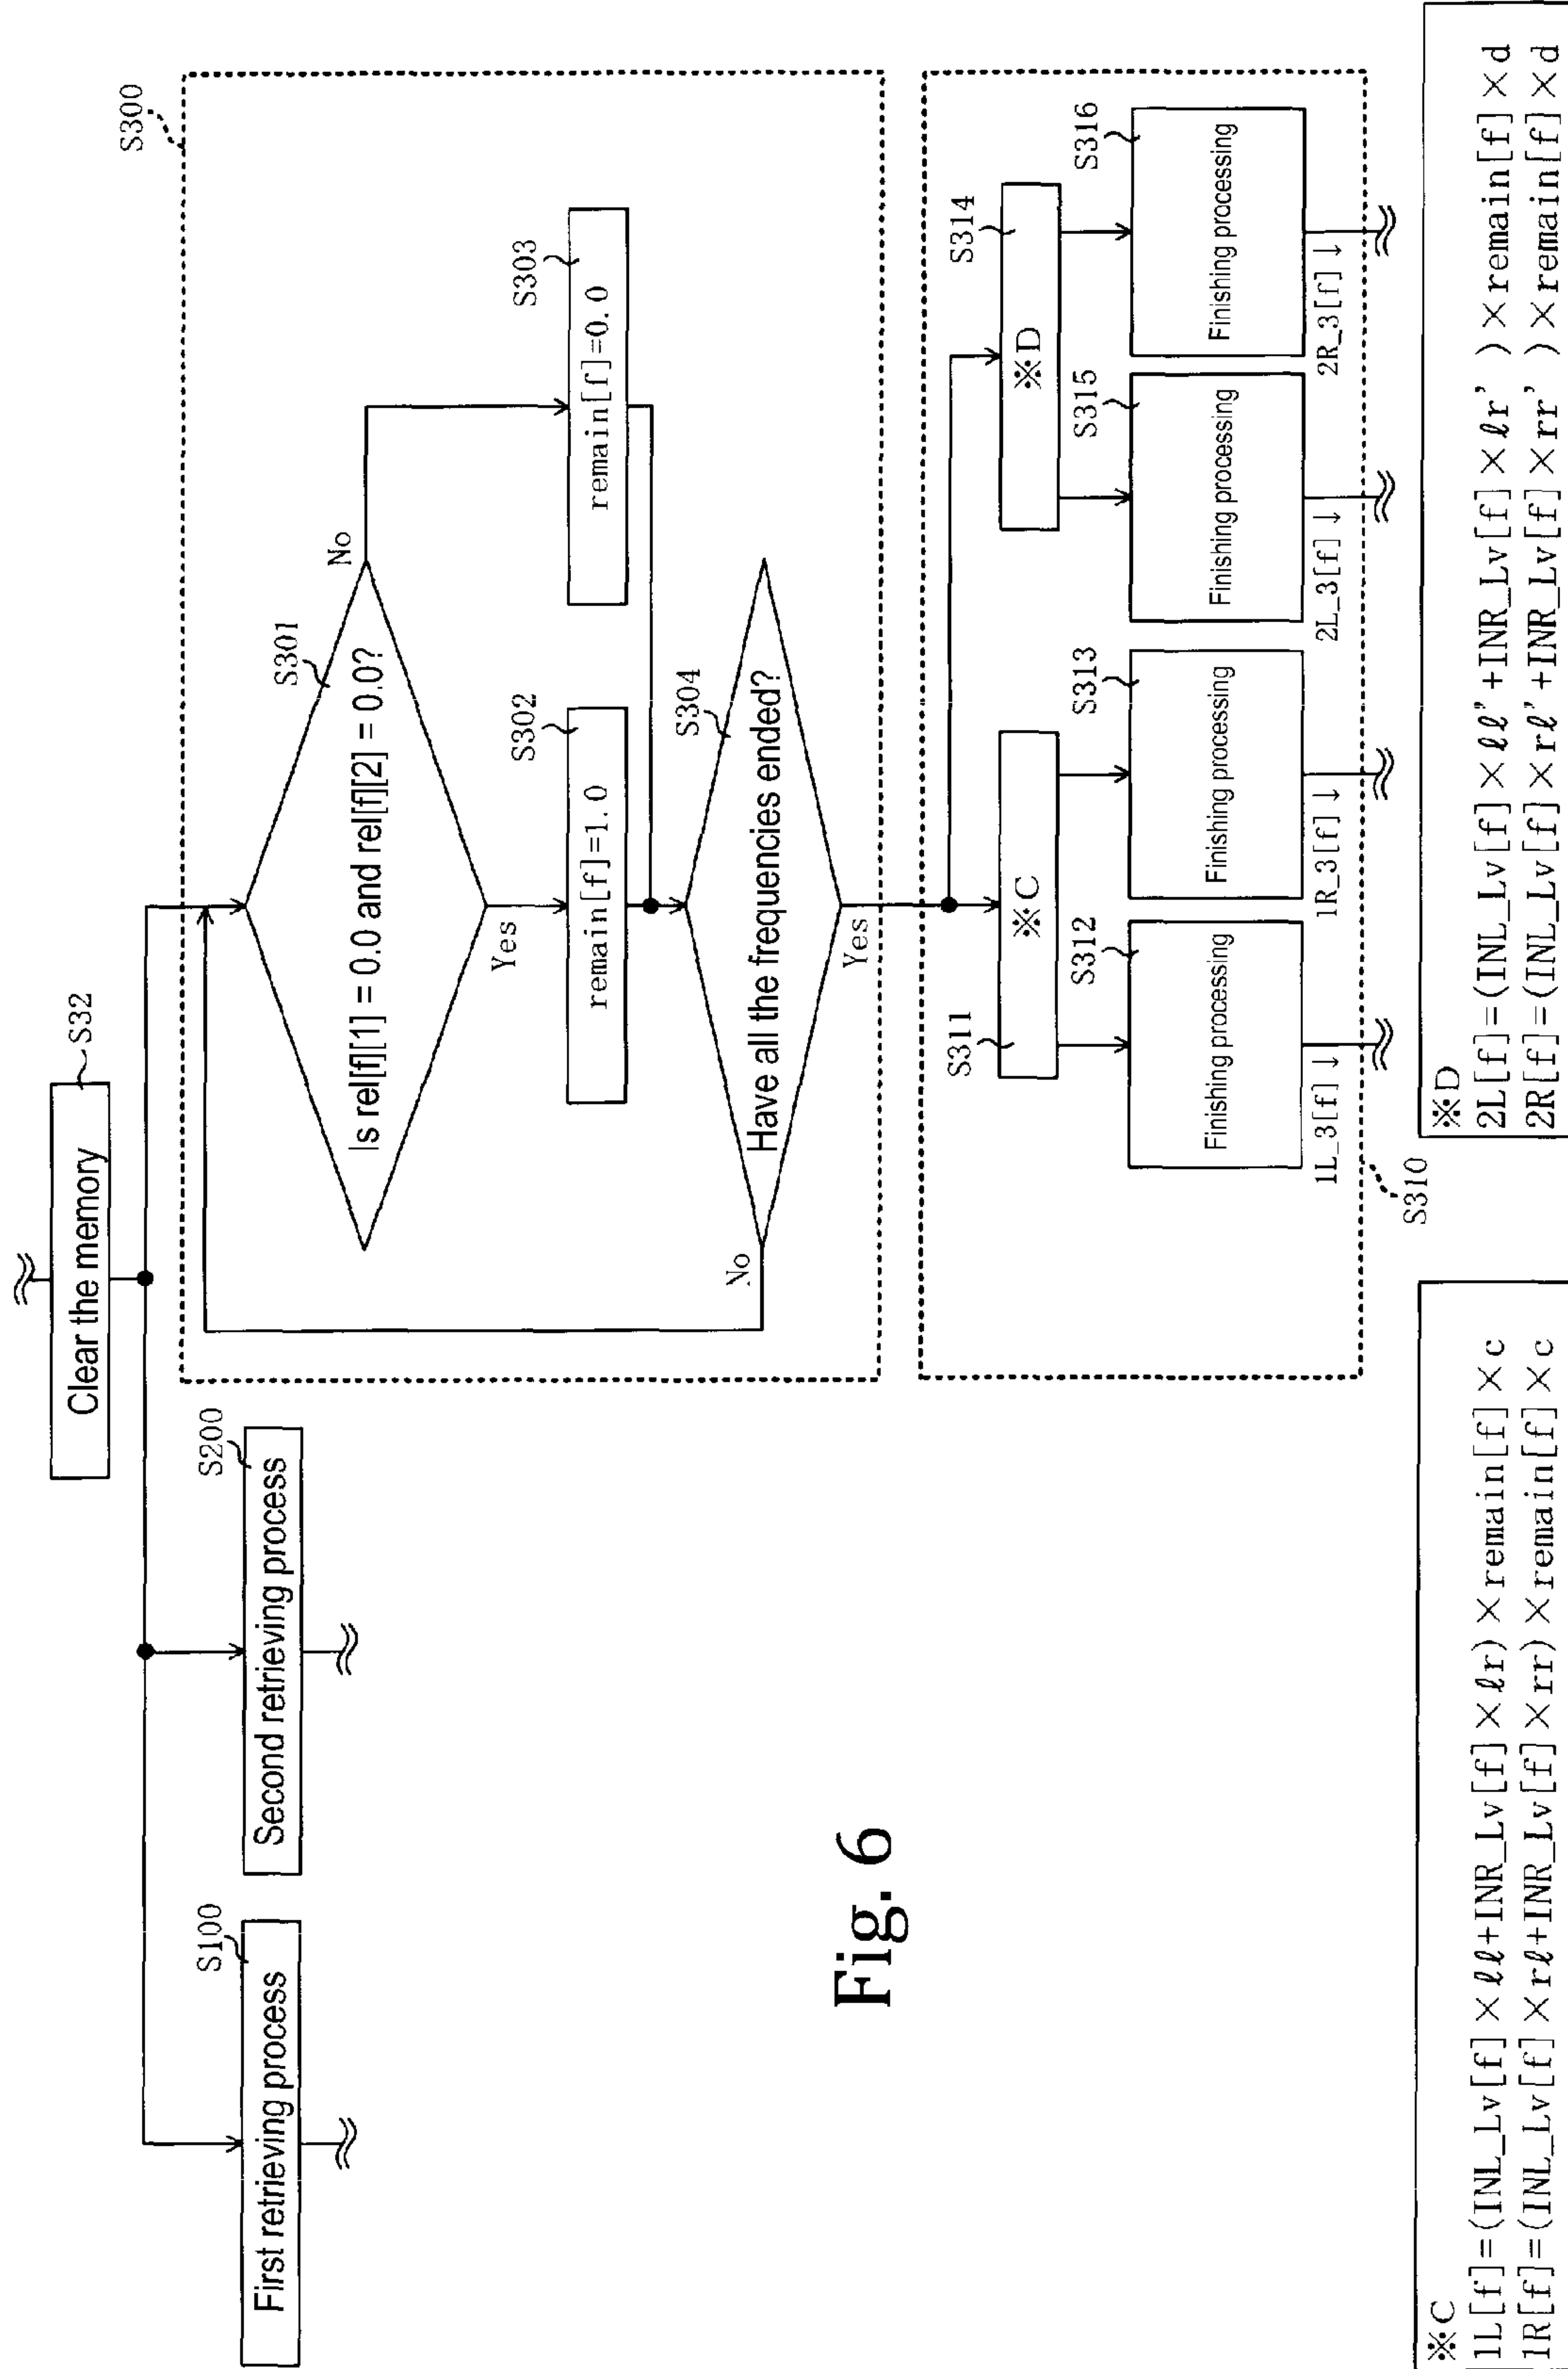 Clear the memory
S32
First retrieving process
S100
Second retrieving process
S200
S300
Is rel[f][1] = 0.0 and rel[f][2] = 0.0?
S301
No
Yes
remain[f]=1.0
S302
remain[f]=0.0
S303
Have all the frequencies ended?
S304
No
Yes
S310
※C
S311
※D
S314
Finishing processing
S312
Finishing processing
S313
Finishing processing
S315
Finishing processing
S316
1L_3[f]↓
1R_3[f]↓
2L_3[f]↓
2R_3[f]↓
※C
1L[f]=(INL_Lv[f]×ℓℓ+INR_Lv[f]×ℓr)×remain[f]×c
1R[f]=(INL_Lv[f]×rℓ+INR_Lv[f]×rr)×remain[f]×c
※D
2L[f]=(INL_Lv[f]×ℓℓ'+INR_Lv[f]×ℓr')×remain[f]×d
2R[f]=(INL_Lv[f]×rℓ'+INR_Lv[f]×rr')×remain[f]×d
Fig. 6